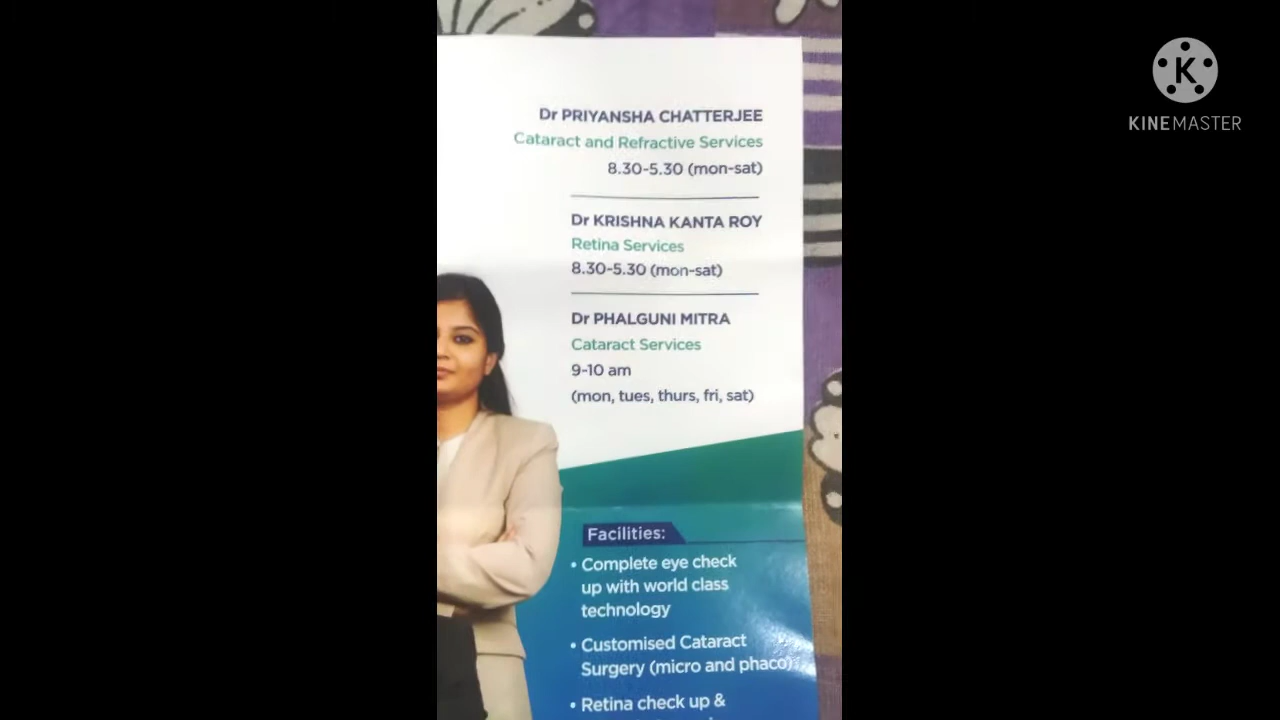 Dr PRIYANSHA CHATTERJEE
Cataract and Refractive Services
8.30-5.30 (mon-sat)
Dr KRISHNA KANTA ROY
Retina Services
8.30-5.30 (mon-sat)
Dr PHALGUNI MITRA
Cataract Services
9-10 am
(mon, tues, thurs, fri, sat)
Facilities:
• Complete eye check
up with world class
technology
• Customised Cataract
Surgery (micro and phaco)
• Retina check up &
K
KINEMASTER